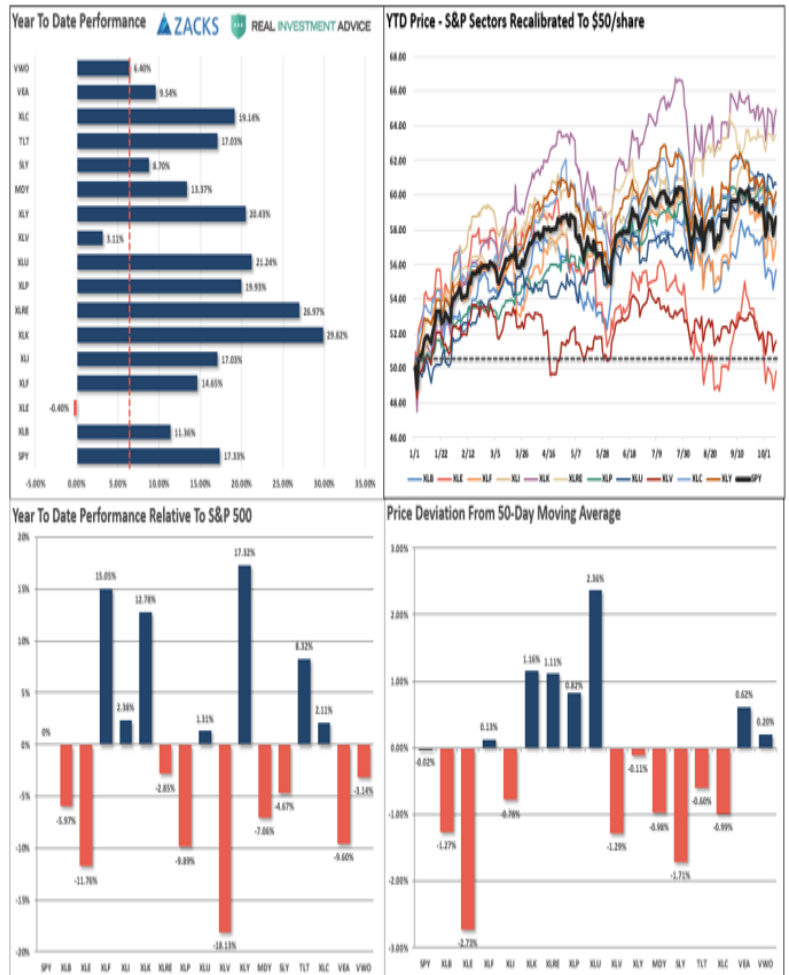 Year To Date Performance
ZACKS
REAL INVESTMENT ADVICE
VWO 6.40%
VEA 9.54%
XLC 19.14%
TLT 17.03%
SLY 8.70%
MDY 13.37%
XLY 20.43%
XLV 3.11%
XLU 21.24%
XLP 19.93%
XLRE 26.97%
XLK 29.82%
XLI 17.03%
XLF 14.65%
XLE -0.40%
XLB 11.36%
SPY 17.33%
-5.00% 0.00% 5.00% 10.00% 15.00% 20.00% 25.00% 30.00% 35.00%
YTD Price - S&P Sectors Recalibrated To $50/share
68.00
66.00
64.00
62.00
60.00
58.00
56.00
54.00
52.00
50.00
48.00
46.00
1/1 1/22 2/12 3/5 3/26 4/16 5/7 5/28 6/18 7/9 7/30 8/20 9/10 10/1
XLB XLE XLF XLI XLK XLRE XLP XLU XLV XLC XLY SPY
Year To Date Performance Relative To S&P 500
20%
15%
10%
5%
0%
-5%
-10%
-15%
-20%
0% -5.97% -11.76% 15.05% 2.38% 12.78% -2.85% -9.89% 1.31% -18.13% 17.32% -7.06% -4.67% 8.32% 2.11% -9.60% -3.14%
SPY XLB XLE XLF XLI XLK XLRE XLP XLU XLV XLY MDY SLY TLT XLC VEA VWO
Price Deviation From 50-Day Moving Average
3.00%
2.00%
1.00%
0.00%
-1.00%
-2.00%
-3.00%
-0.02% -1.27% -2.73% 0.13% -0.78% 1.16% 1.11% 0.82% 2.36% -1.29% -0.11% -0.98% -1.71% -0.60% -0.99% 0.62% 0.20%
SPY XLB XLE XLF XLI XLK XLRE XLP XLU XLV XLY MDY SLY TLT XLC VEA VWO